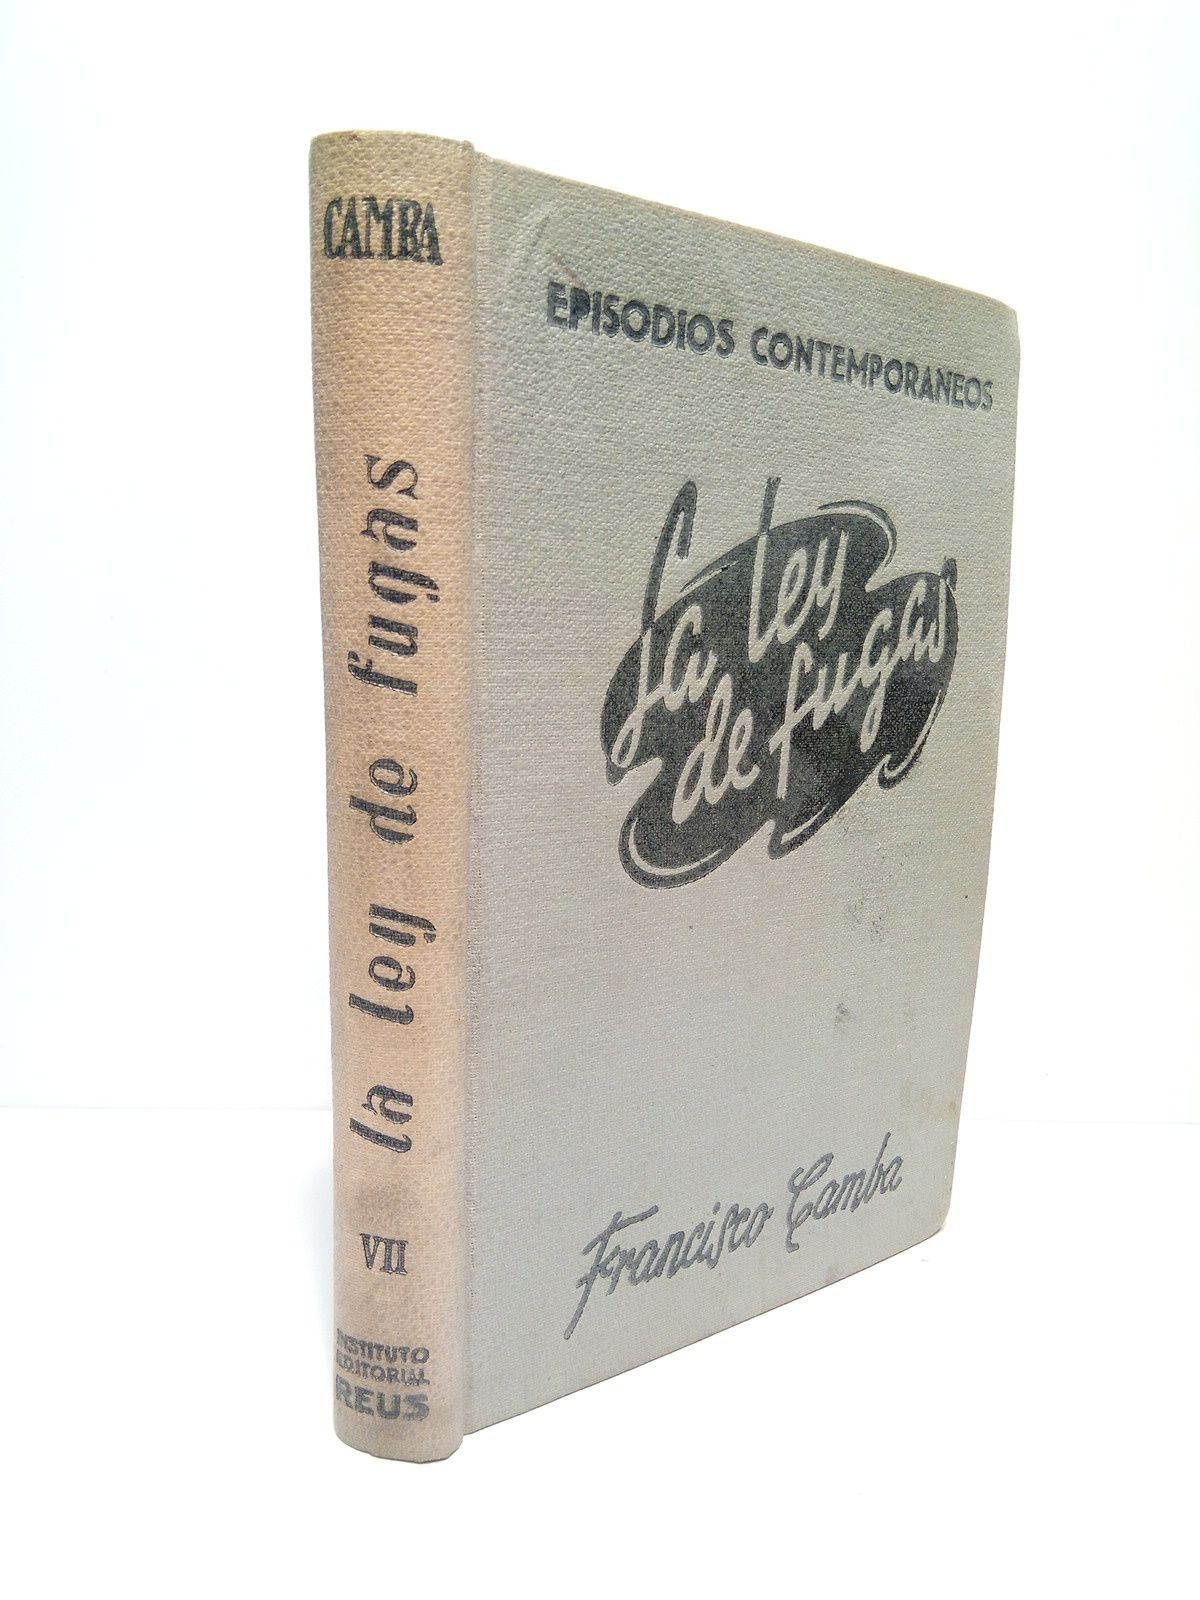 CAMBA
la ley de fugas
VII
INSTITUTO
EDITORIAL
REUS
EPISODIOS CONTEMPORANEOS
La ley
de fugas
Francisco Camba